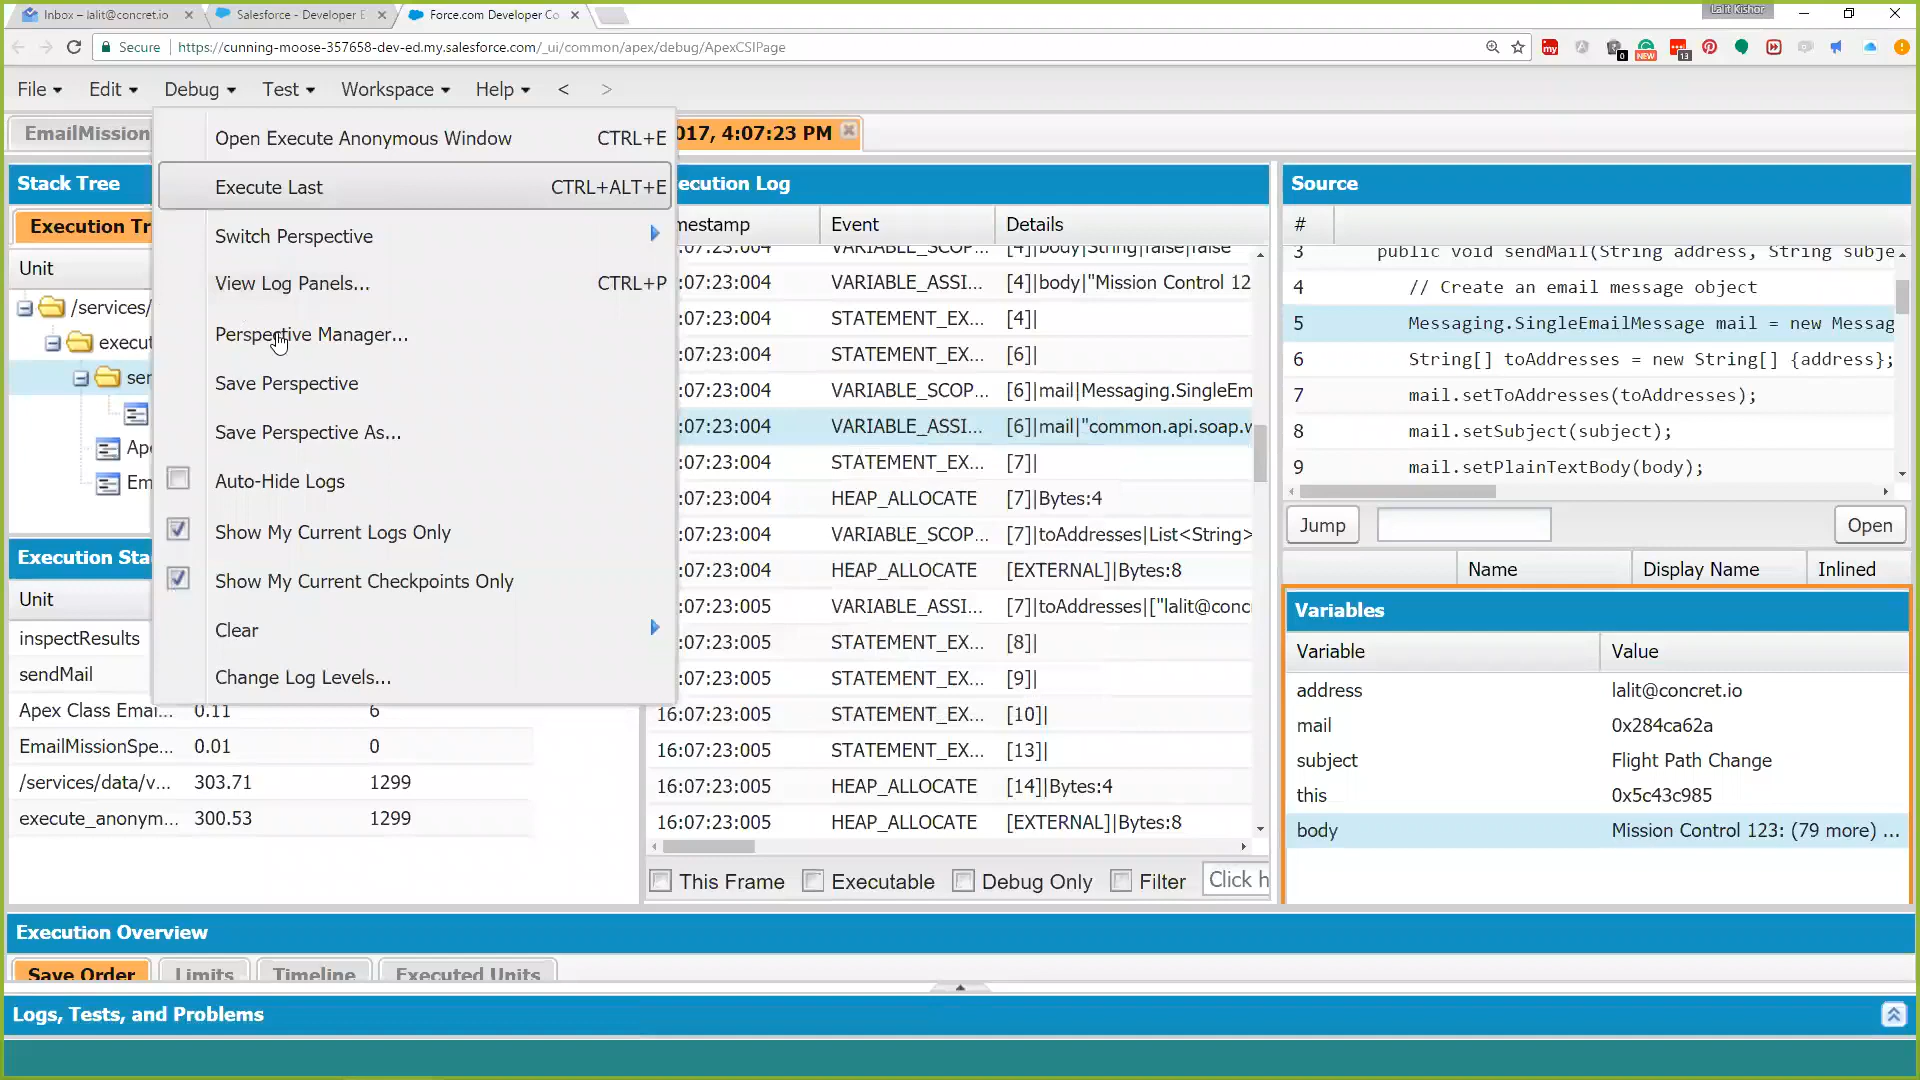 Inbox – lalit@concret.io
Salesforce - Developer E
Force.com Developer Co
Lalit Kishor
Secure
https://cunning-moose-357658-dev-ed.my.salesforce.com/_ui/common/apex/debug/ApexCSIPage
my
0
NEW
13
File
Edit
Debug
Test
Workspace
Help
<
>
EmailMission
017, 4:07:23 PM
Open Execute Anonymous Window CTRL+E
Execute Last CTRL+ALT+E
Switch Perspective
View Log Panels... CTRL+P
Perspective Manager...
Save Perspective
Save Perspective As...
Auto-Hide Logs
Show My Current Logs Only
Show My Current Checkpoints Only
Clear
Change Log Levels...
Stack Tree
Execution Tr
Unit
/services/
execut
ser
Ape
Em
Execution Sta
Unit
inspectResults
sendMail
Apex Class Emai... 0.11 6
EmailMissionSpe... 0.01 0
/services/data/v... 303.71 1299
execute_anonym... 300.53 1299
ecution Log
mestamp Event Details
:07:23:004 VARIABLE_SCOP... [4]|body|String|false|false
:07:23:004 VARIABLE_ASSI... [4]|body|"Mission Control 12
:07:23:004 STATEMENT_EX... [4]|
:07:23:004 STATEMENT_EX... [6]|
:07:23:004 VARIABLE_SCOP... [6]|mail|Messaging.SingleEm
:07:23:004 VARIABLE_ASSI... [6]|mail|"common.api.soap.w
:07:23:004 STATEMENT_EX... [7]|
:07:23:004 HEAP_ALLOCATE [7]|Bytes:4
:07:23:004 VARIABLE_SCOP... [7]|toAddresses|List<String>
:07:23:004 HEAP_ALLOCATE [EXTERNAL]|Bytes:8
:07:23:005 VARIABLE_ASSI... [7]|toAddresses|["lalit@conc
:07:23:005 STATEMENT_EX... [8]|
:07:23:005 STATEMENT_EX... [9]|
16:07:23:005 STATEMENT_EX... [10]|
16:07:23:005 STATEMENT_EX... [13]|
16:07:23:005 HEAP_ALLOCATE [14]|Bytes:4
16:07:23:005 HEAP_ALLOCATE [EXTERNAL]|Bytes:8
This Frame Executable Debug Only Filter Click h
Source
#
3 public void sendMail(String address, String subje
4 // Create an email message object
5 Messaging.SingleEmailMessage mail = new Messag
6 String[] toAddresses = new String[] {address};
7 mail.setToAddresses(toAddresses);
8 mail.setSubject(subject);
9 mail.setPlainTextBody(body);
Jump Open
Name Display Name Inlined
Variables
Variable Value
address lalit@concret.io
mail 0x284ca62a
subject Flight Path Change
this 0x5c43c985
body Mission Control 123: (79 more) ...
Execution Overview
Save Order Limits Timeline Executed Units
Logs, Tests, and Problems